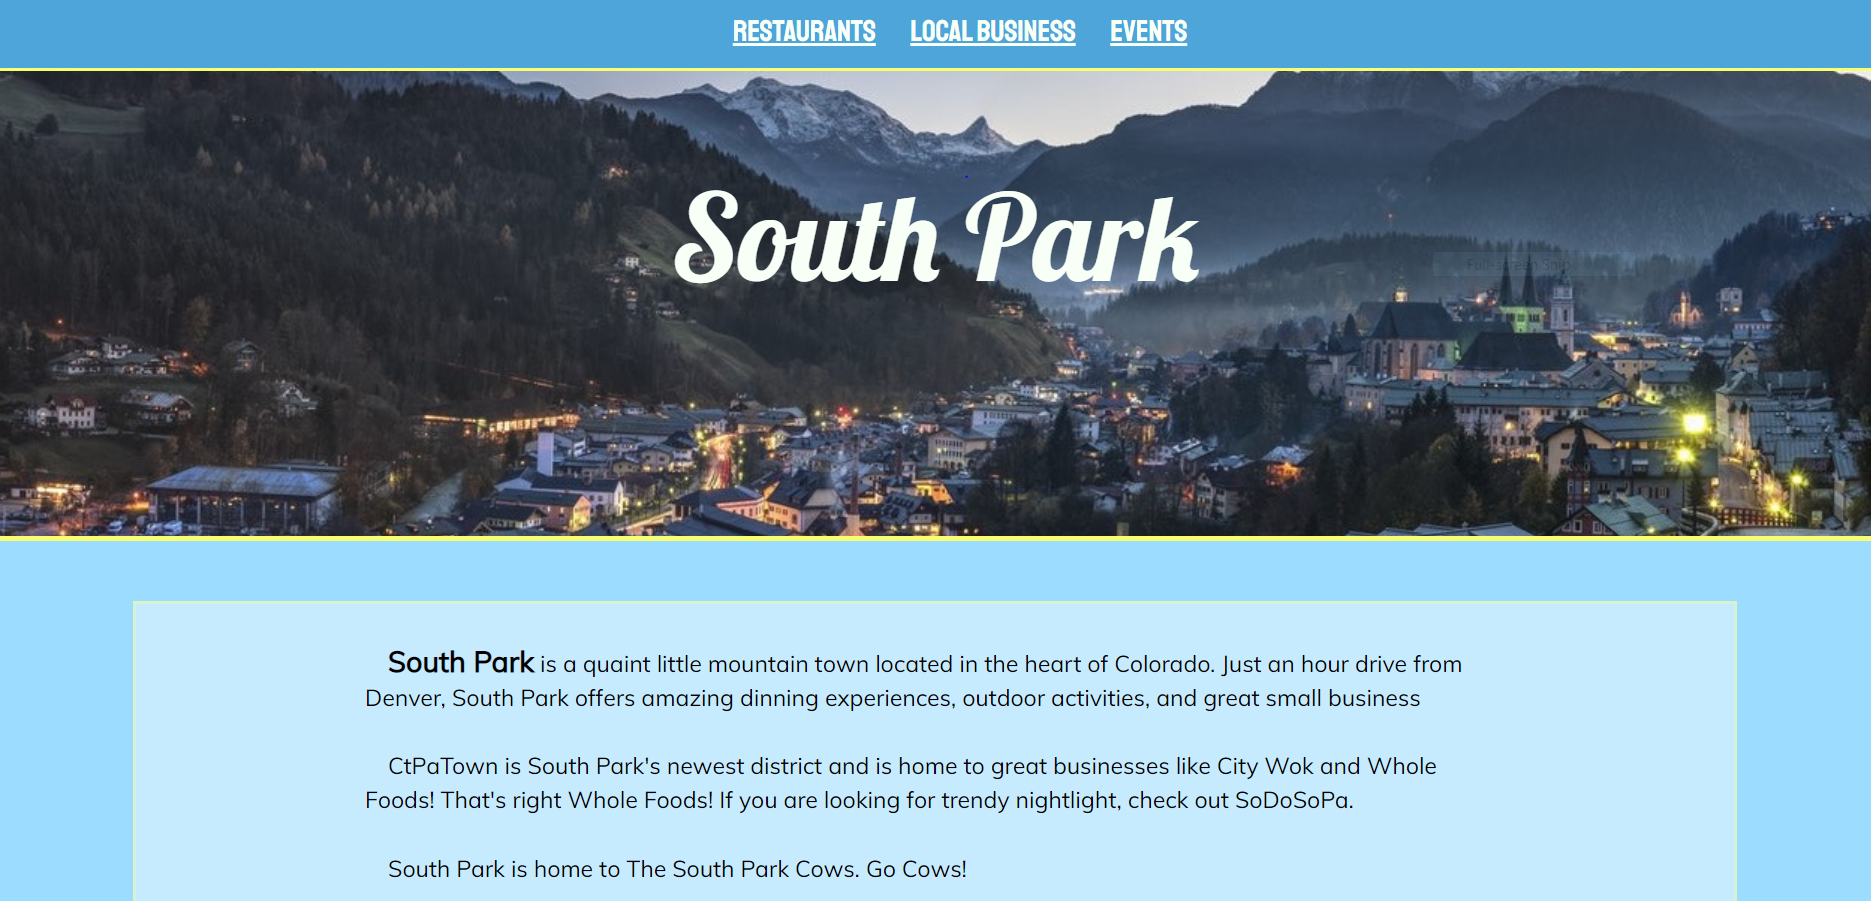 RESTAURANTS LOCAL BUSINESS EVENTS
South Park
South Park is a quaint little mountain town located in the heart of Colorado. Just an hour drive from
Denver, South Park offers amazing dinning experiences, outdoor activities, and great small business
CtPaTown is South Park's newest district and is home to great businesses like City Wok and Whole
Foods! That's right Whole Foods! If you are looking for trendy nightlight, check out SoDoSoPa.
South Park is home to The South Park Cows. Go Cows!